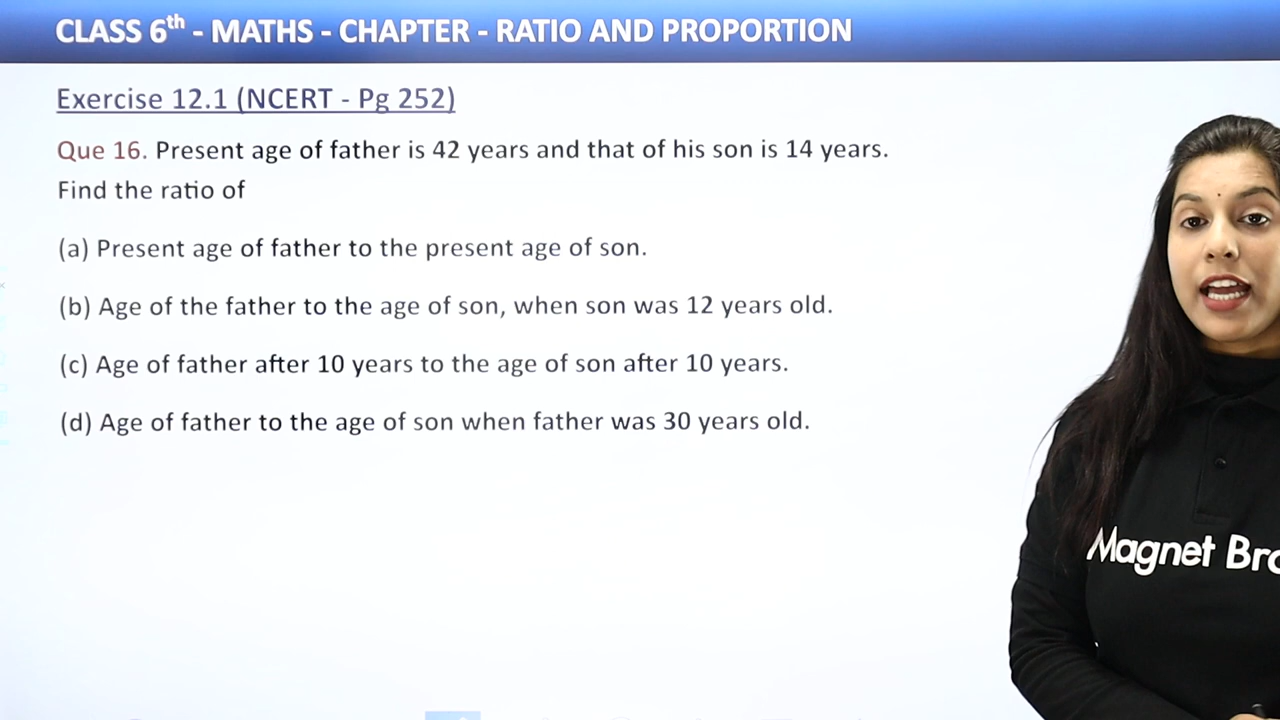 CLASS 6th - MATHS - CHAPTER - RATIO AND PROPORTION
Exercise 12.1 (NCERT - Pg 252)
Que 16. Present age of father is 42 years and that of his son is 14 years.
Find the ratio of
(a) Present age of father to the present age of son.
(b) Age of the father to the age of son, when son was 12 years old.
(c) Age of father after 10 years to the age of son after 10 years.
(d) Age of father to the age of son when father was 30 years old.
Magnet Bro